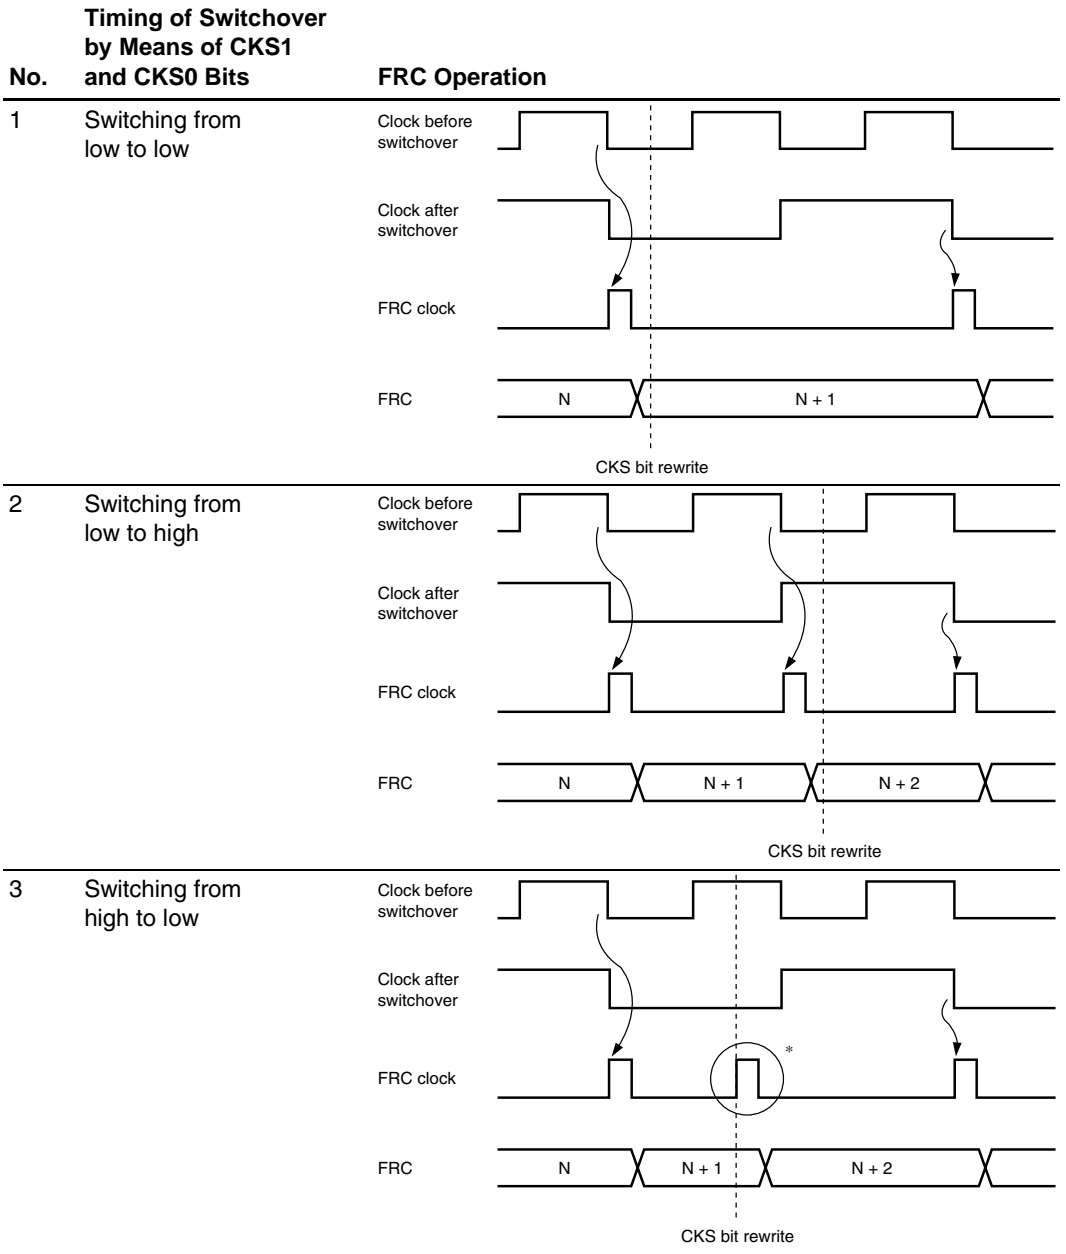 No.
Timing of Switchover
by Means of CKS1
and CKS0 Bits
FRC Operation
1
Switching from
low to low
Clock before
switchover
Clock after
switchover
FRC clock
FRC
N
N + 1
CKS bit rewrite
2
Switching from
low to high
Clock before
switchover
Clock after
switchover
FRC clock
FRC
N
N + 1
N + 2
CKS bit rewrite
3
Switching from
high to low
Clock before
switchover
Clock after
switchover
*
FRC clock
FRC
N
N + 1
N + 2
CKS bit rewrite